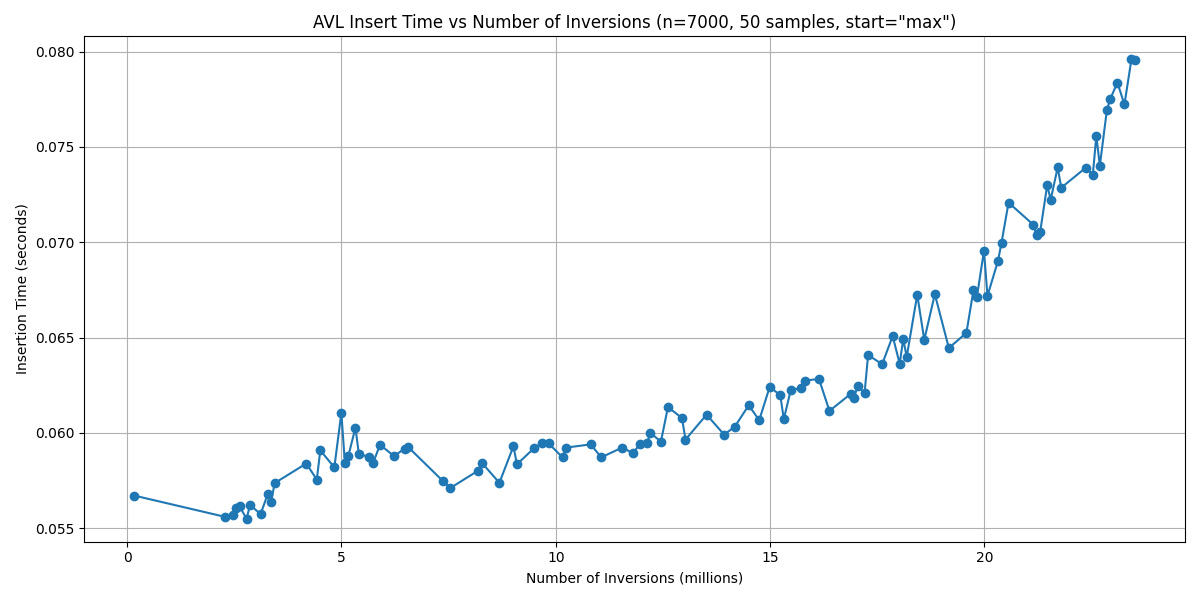 AVL Insert Time vs Number of Inversions (n=7000, 50 samples, start="max")
Insertion Time (seconds)
0.080
0.075
0.070
0.065
0.060
0.055
0 5 10 15 20
Number of Inversions (millions)